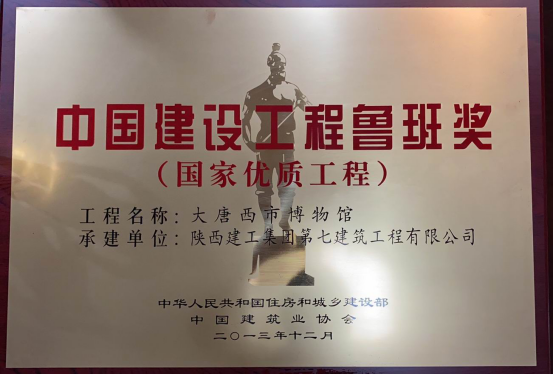 中国建设工程鲁班奖
（国家优质工程）
工程名称：大唐西市博物馆
承建单位：陕西建工集团第七建筑工程有限公司
中华人民共和国住房和城乡建设部
中国建筑业协会
二〇一三年十二月